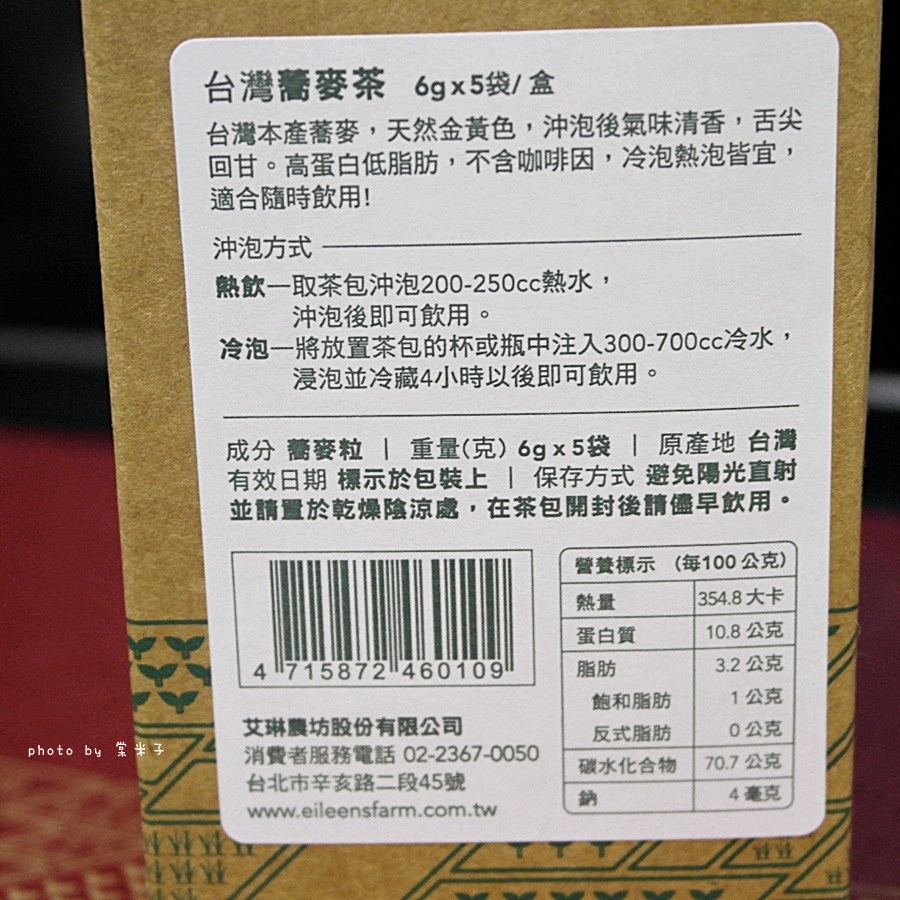 台灣蕎麥茶 6g x 5袋/ 盒
台灣本產蕎麥，天然金黃色，沖泡後氣味清香，舌尖
回甘。高蛋白低脂肪，不含咖啡因，冷泡熱泡皆宜，
適合隨時飲用!
沖泡方式
熱飲—取茶包沖泡200-250cc熱水，
沖泡後即可飲用。
冷泡—將放置茶包的杯或瓶中注入300-700cc冷水，
浸泡並冷藏4小時以後即可飲用。
成分 蕎麥粒 | 重量(克) 6g x 5袋 | 原產地 台灣
有效日期 標示於包裝上 | 保存方式 避免陽光直射
並請置於乾燥陰涼處，在茶包開封後請儘早飲用。
4 715872 460109
營養標示 (每100 公克)
熱量 354.8 大卡
蛋白質 10.8 公克
脂肪 3.2 公克
飽和脂肪 1 公克
反式脂肪 0 公克
碳水化合物 70.7 公克
鈉 4 毫克
艾琳農坊股份有限公司
消費者服務電話 02-2367-0050
台北市辛亥路二段45號
www.eileensfarm.com.tw
photo by 棠米子